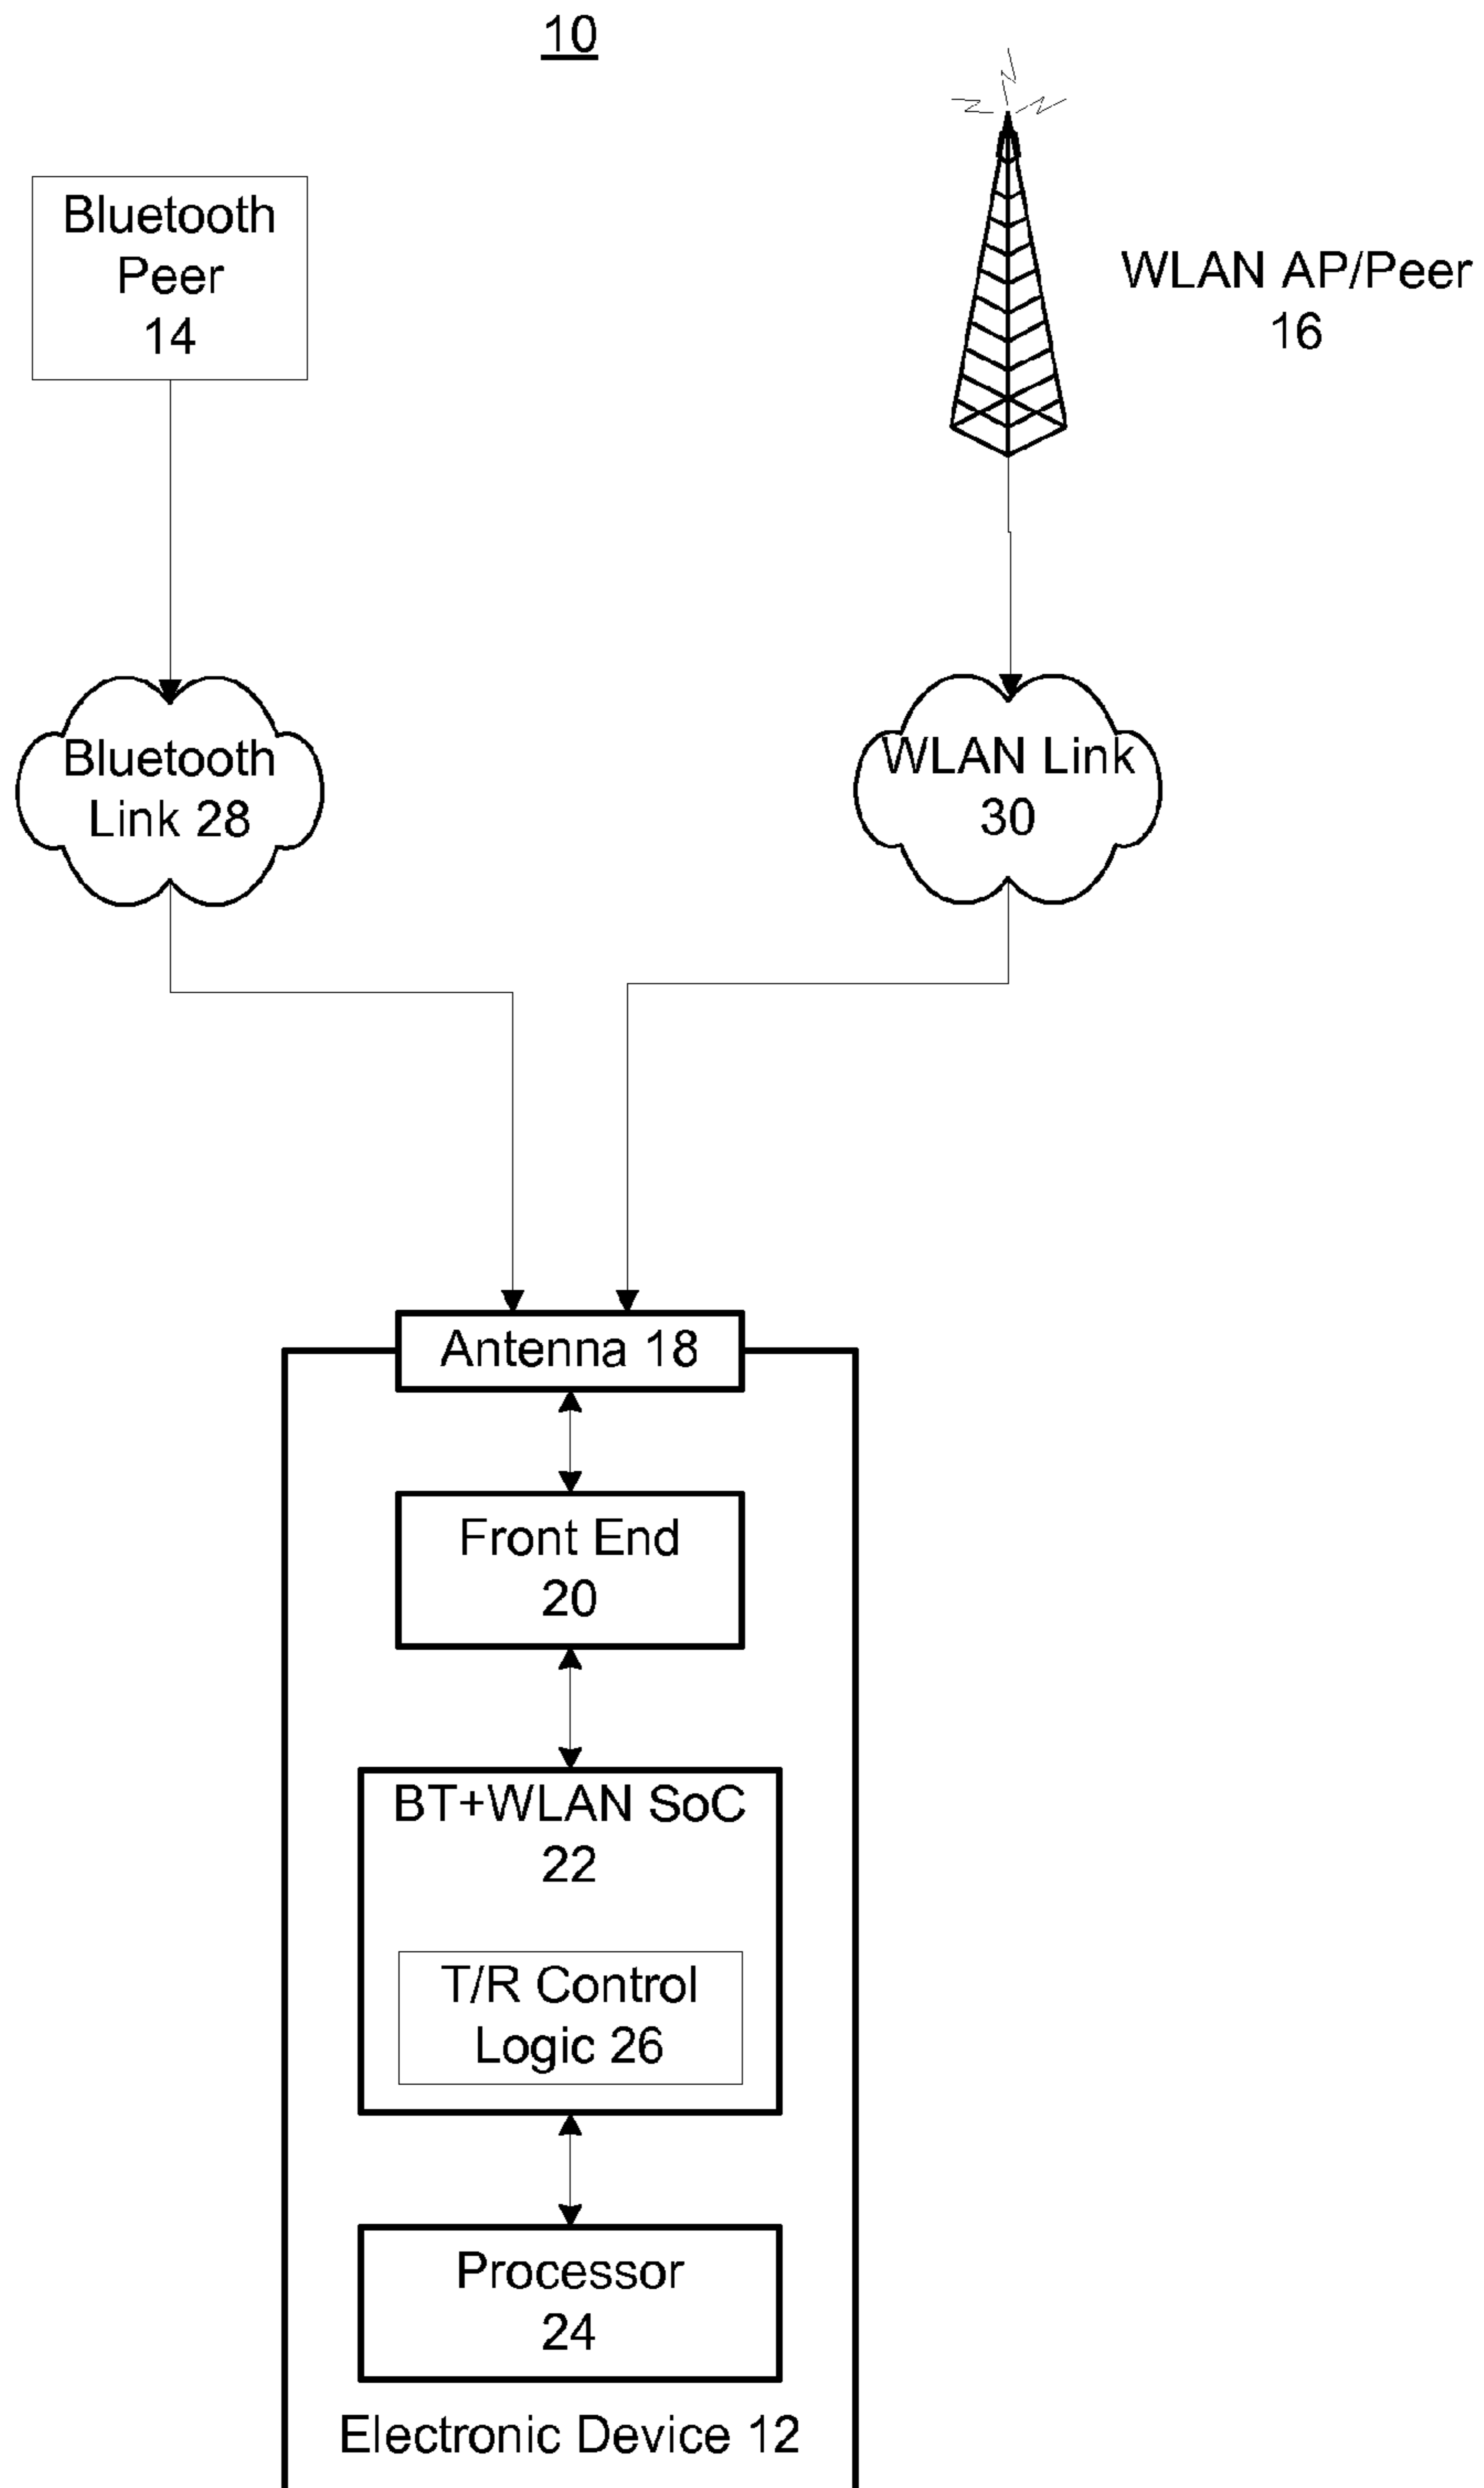 10
Bluetooth
Peer
14
WLAN AP/Peer
16
Bluetooth
Link 28
WLAN Link
30
Antenna 18
Front End
20
BT+WLAN SoC
22
T/R Control
Logic 26
Processor
24
Electronic Device 12